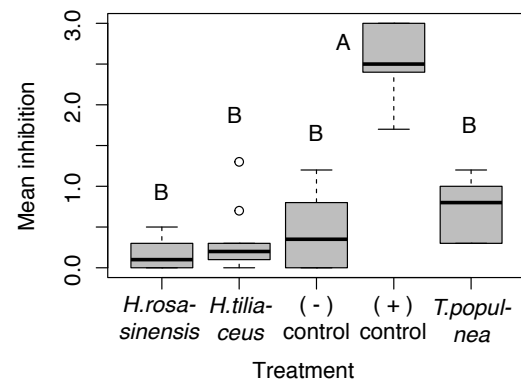 Mean inhibition
3.0
2.0
1.0
0.0
B
B
B
A
B
H.rosa-
sinensis
H.tilia-
ceus
( - )
control
( + )
control
T.popul-
nea
Treatment